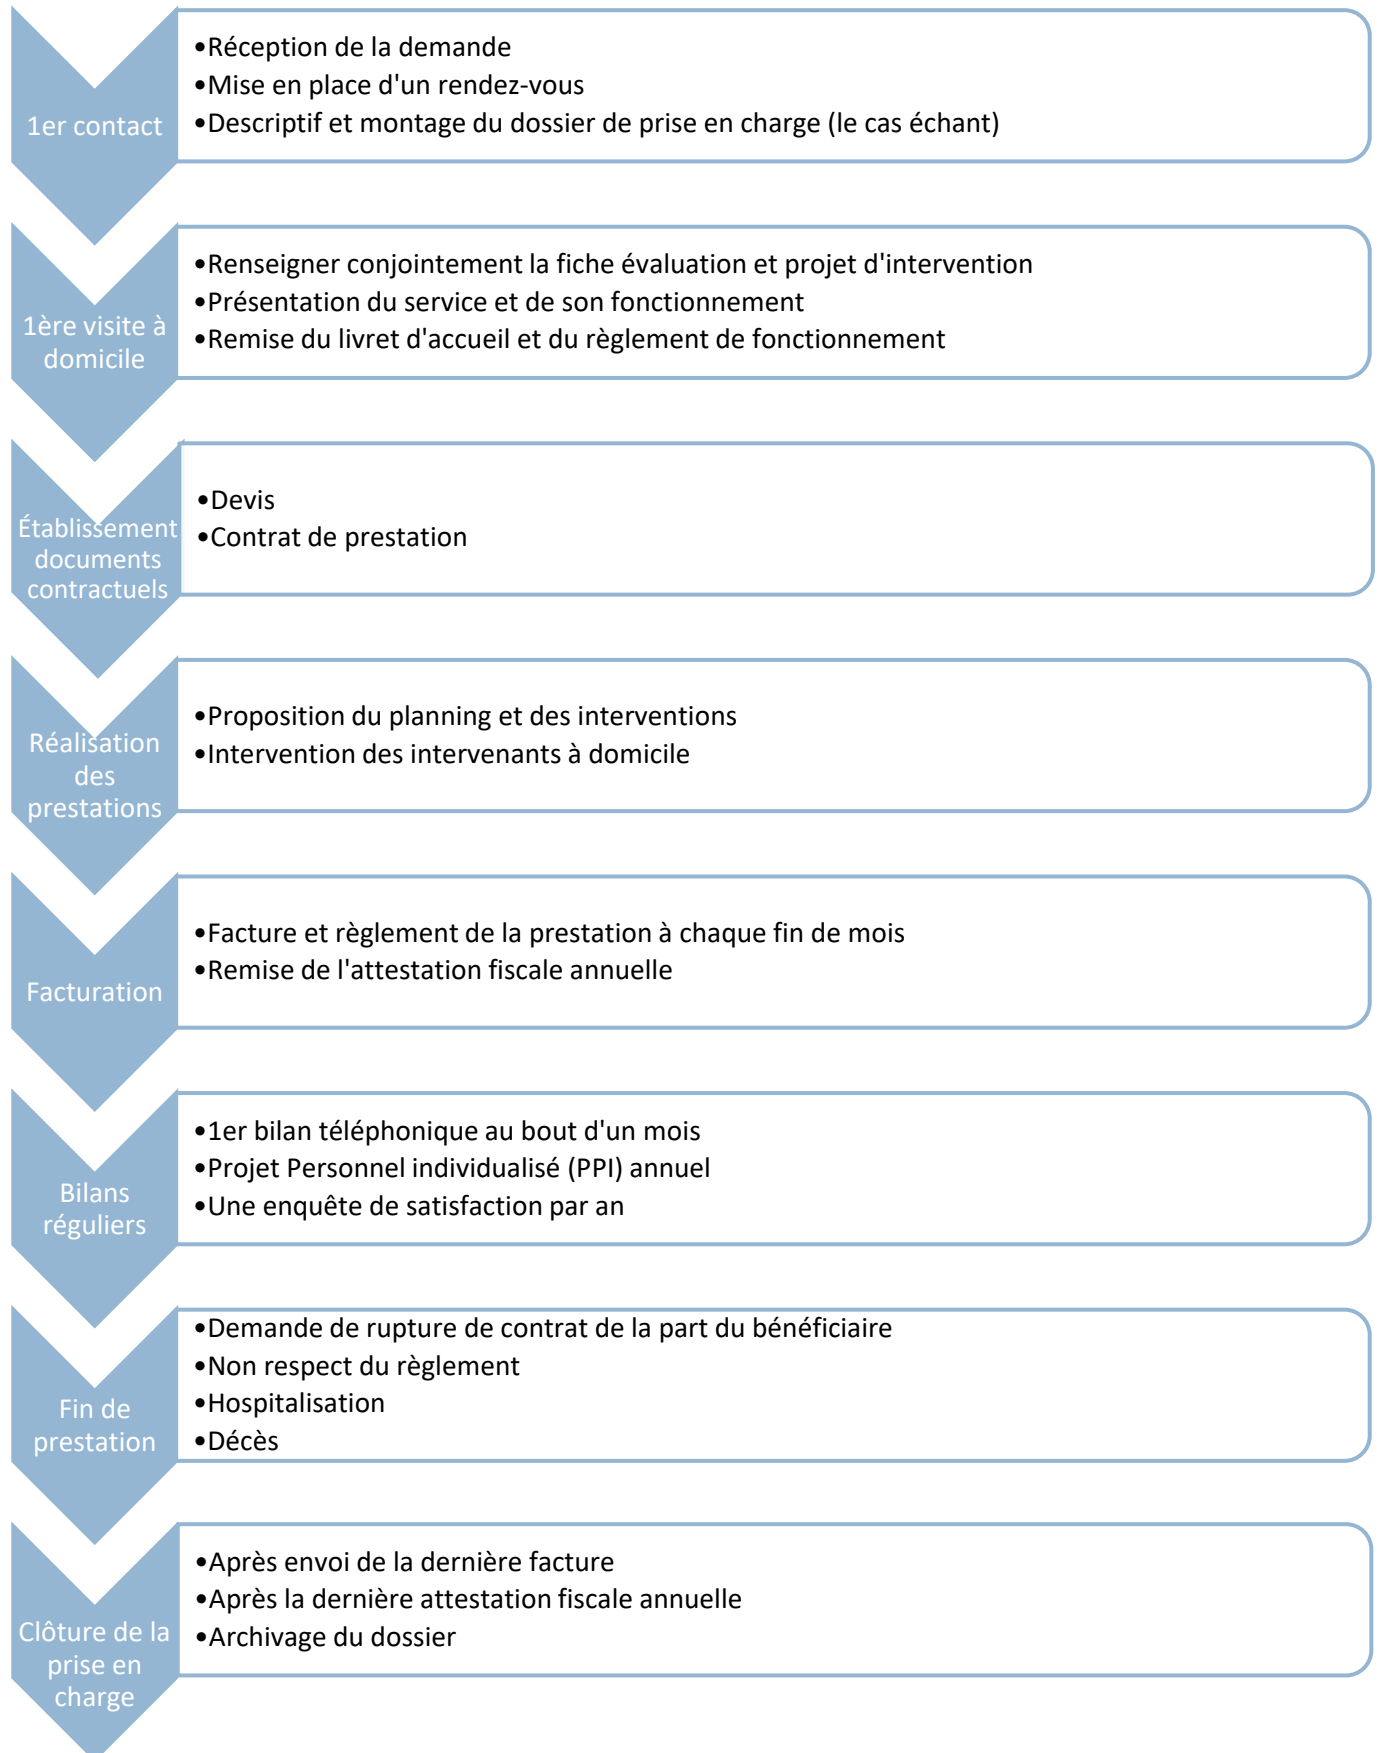 1er contact
•Réception de la demande
•Mise en place d'un rendez-vous
•Descriptif et montage du dossier de prise en charge (le cas échant)
1ère visite à
domicile
•Renseigner conjointement la fiche évaluation et projet d'intervention
•Présentation du service et de son fonctionnement
•Remise du livret d'accueil et du règlement de fonctionnement
Établissement
documents
contractuels
•Devis
•Contrat de prestation
Réalisation
des
prestations
•Proposition du planning et des interventions
•Intervention des intervenants à domicile
Facturation
•Facture et règlement de la prestation à chaque fin de mois
•Remise de l'attestation fiscale annuelle
Bilans
réguliers
•1er bilan téléphonique au bout d'un mois
•Projet Personnel individualisé (PPI) annuel
•Une enquête de satisfaction par an
Fin de
prestation
•Demande de rupture de contrat de la part du bénéficiaire
•Non respect du règlement
•Hospitalisation
•Décès
Clôture de la
prise en
charge
•Après envoi de la dernière facture
•Après la dernière attestation fiscale annuelle
•Archivage du dossier